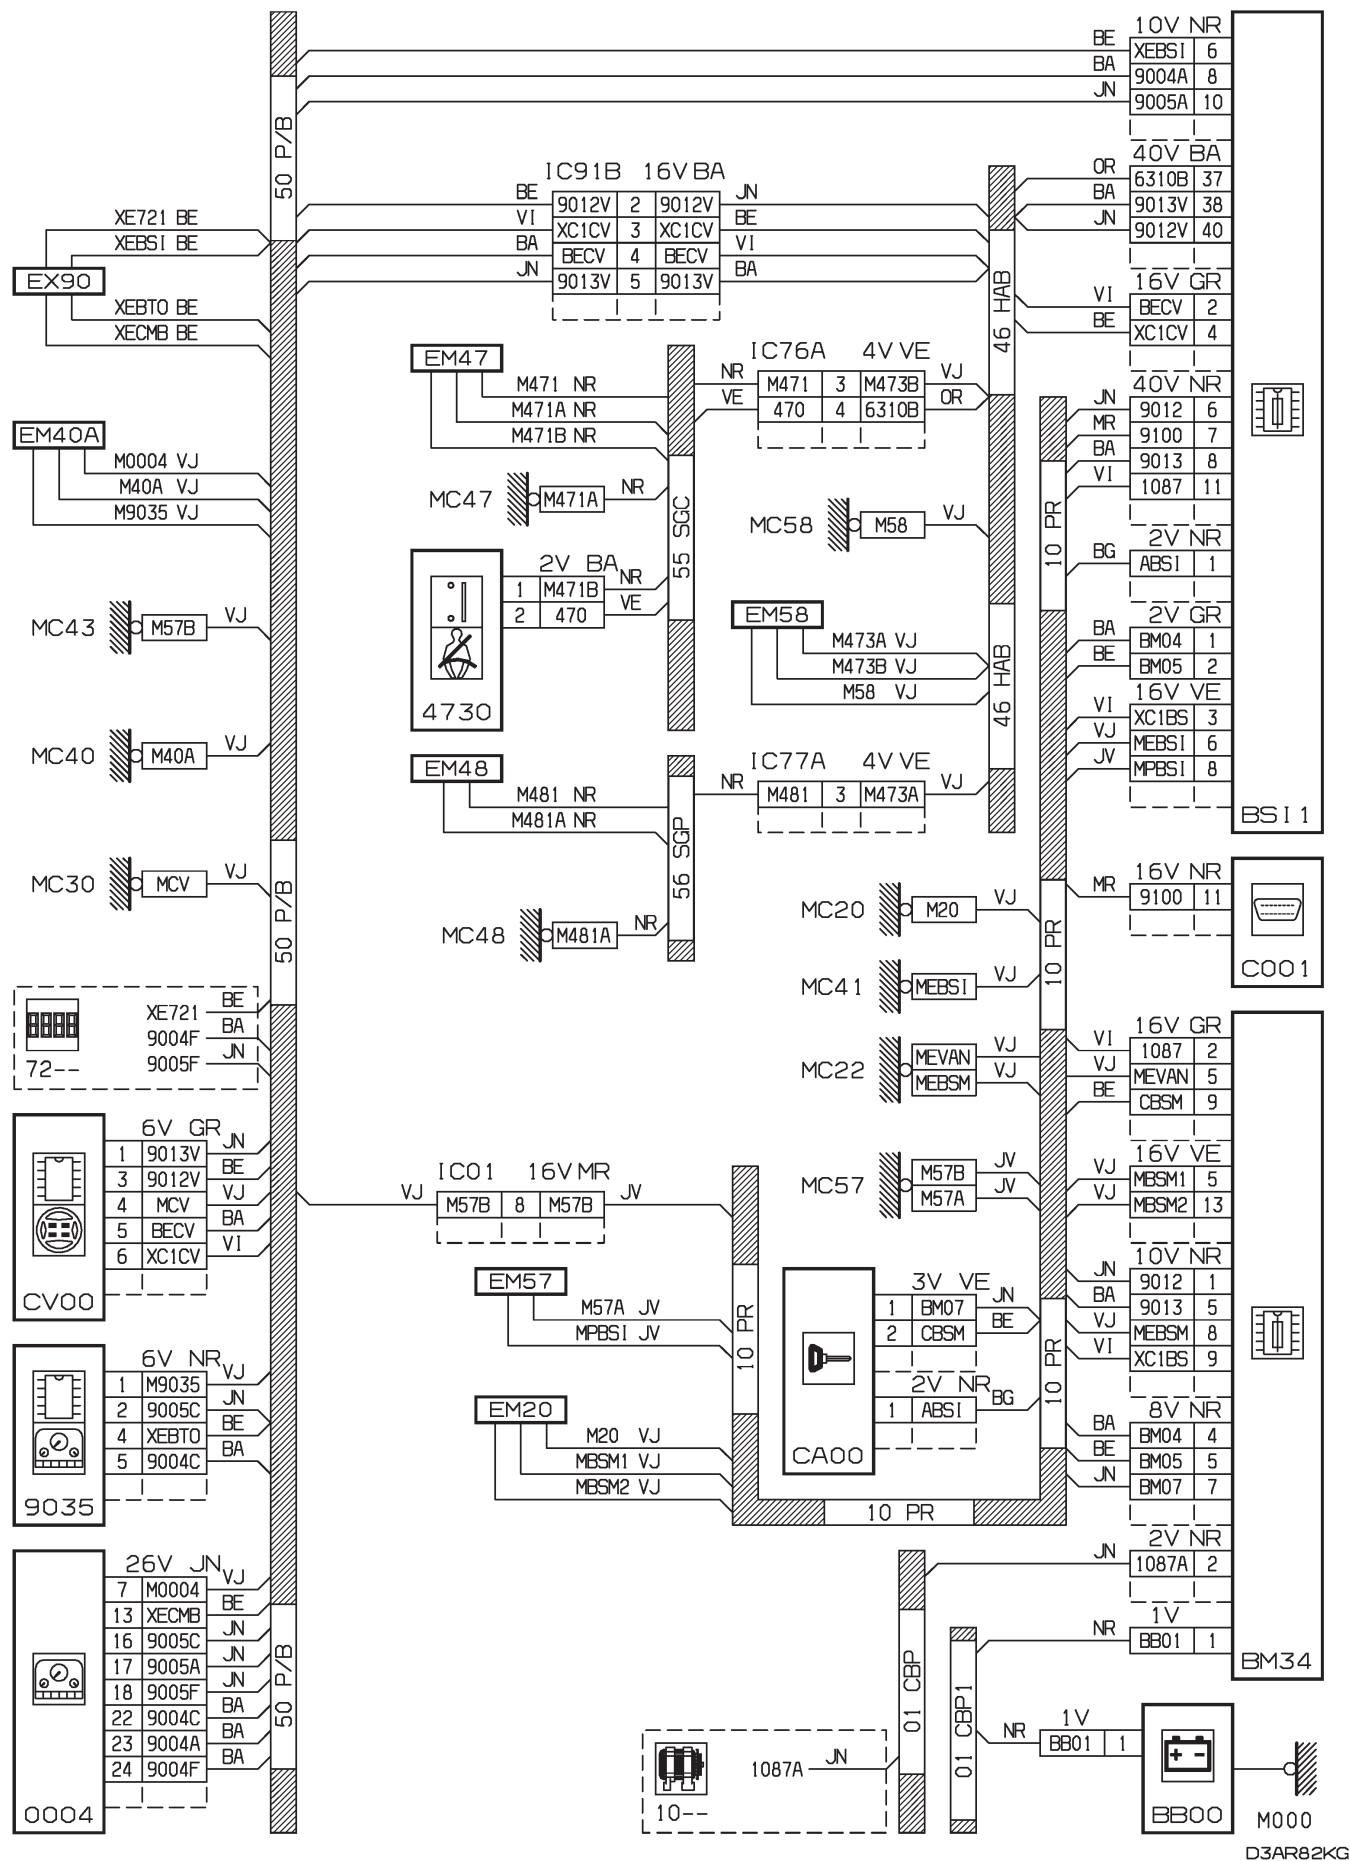 10V NR
BE XEBSI 6
BA 9004A 8
JN 9005A 10
50 P/B
40V BA
OR 6310B 37
BA 9013V 38
JN 9012V 40
IC91B 16V BA
BE 9012V 2 9012V JN
VI XC1CV 3 XC1CV BE
BA BECV 4 BECV VI
JN 9013V 5 9013V BA
XE721 BE
XEBSI BE
EX90
XEBTO BE
XECMB BE
46 HAB
16V GR
VI BECV 2
BE XC1CV 4
EM47
M471 NR
M471A NR
M471B NR
IC76A 4V VE
NR M471 3 M473B VJ
VE 470 4 6310B OR
40V NR
JN 9012 6
MR 9100 7
BA 9013 8
VI 1087 11
EM40A
M0004 VJ
M40A VJ
M9035 VJ
MC47 M471A NR
55 SGC
MC58 M58 VJ
10 PR
2V NR
BG ABSI 1
2V BA
1 M471B NR
2 470 VE
4730
MC43 M57B VJ
EM58
M473A VJ
M473B VJ
M58 VJ
46 HAB
2V GR
BA BM04 1
BE BM05 2
16V VE
VI XC1BS 3
VJ MEBSI 6
JV MPBSI 8
BSI1
MC40 M40A VJ
EM48
M481 NR
M481A NR
56 SGP
IC77A 4V VE
NR M481 3 M473A VJ
MC30 MCV VJ
50 P/B
MC48 M481A NR
MC20 M20 VJ
10 PR
16V NR
MR 9100 11
C001
MC41 MEBSI VJ
XE721 BE
9004F BA
9005F JN
72--
MC22 MEVAN VJ
MEBSM VJ
16V GR
VI 1087 2
VJ MEVAN 5
BE CBSM 9
6V GR
1 9013V JN
3 9012V BE
4 MCV VJ
5 BECV BA
6 XC1CV VI
CV00
IC01 16V MR
VJ M57B 8 M57B JV
MC57 M57B JV
M57A JV
16V VE
VJ MBSM1 5
VJ MBSM2 13
EM57
M57A JV
MPBSI JV
10 PR
3V VE
1 BM07 JN
2 CBSM BE
2V NR
1 ABSI BG
CA00
10 PR
10V NR
JN 9012 1
BA 9013 5
VJ MEBSM 8
VI XC1BS 9
6V NR
1 M9035 VJ
2 9005C JN
4 XEBTO BE
5 9004C BA
9035
EM20
M20 VJ
MBSM1 VJ
MBSM2 VJ
10 PR
8V NR
BA BM04 4
BE BM05 5
JN BM07 7
2V NR
JN 1087A 2
1V
NR BB01 1
BM34
26V JN
7 M0004 VJ
13 XECMB BE
16 9005C JN
17 9005A JN
18 9005F JN
22 9004C BA
23 9004A BA
24 9004F BA
0004
50 P/B
01 CBP
01 CBP1
1087A JN
10--
1V
NR BB01 1
BB00
M000
D3AR82KG